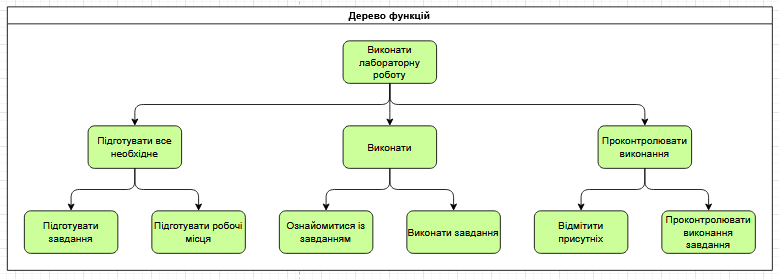 Дерево функцій
Виконати
лабораторну
роботу
Підготувати все
необхідне
Виконати
Проконтролювати
виконання
Підготувати
завдання
Підготувати робочі
місця
Ознайомитися із
завданням
Виконати завдання
Відмітити
присутніх
Проконтролювати
виконання
завдання